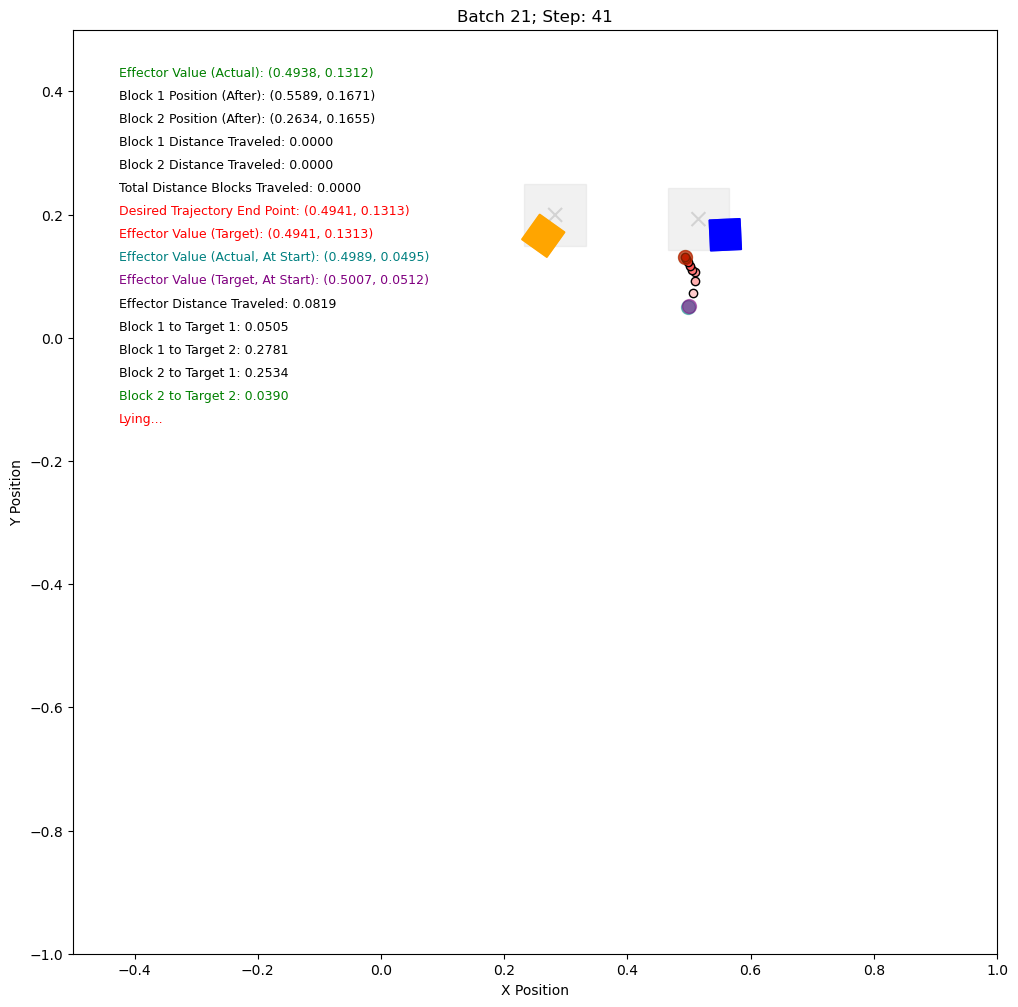 Batch 21; Step: 41
Effector Value (Actual): (0.4938, 0.1312)
Block 1 Position (After): (0.5589, 0.1671)
Block 2 Position (After): (0.2634, 0.1655)
Block 1 Distance Traveled: 0.0000
Block 2 Distance Traveled: 0.0000
Total Distance Blocks Traveled: 0.0000
Desired Trajectory End Point: (0.4941, 0.1313)
Effector Value (Target): (0.4941, 0.1313)
Effector Value (Actual, At Start): (0.4989, 0.0495)
Effector Value (Target, At Start): (0.5007, 0.0512)
Effector Distance Traveled: 0.0819
Block 1 to Target 1: 0.0505
Block 1 to Target 2: 0.2781
Block 2 to Target 1: 0.2534
Block 2 to Target 2: 0.0390
Lying...
Y Position
0.4
0.2
0.0
−0.2
−0.4
−0.6
−0.8
−1.0
−0.4 −0.2 0.0 0.2 0.4 0.6 0.8 1.0
X Position